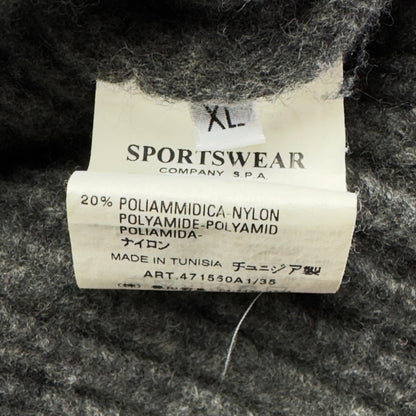 XL
SPORTSWEAR
COMPANY S.P.A.
20% POLIAMMIDICA-NYLON
POLYAMIDE-POLYAMID
POLIAMIDA-
ナイロン
MADE IN TUNISIA チュニジア製
ART.471560A1/35